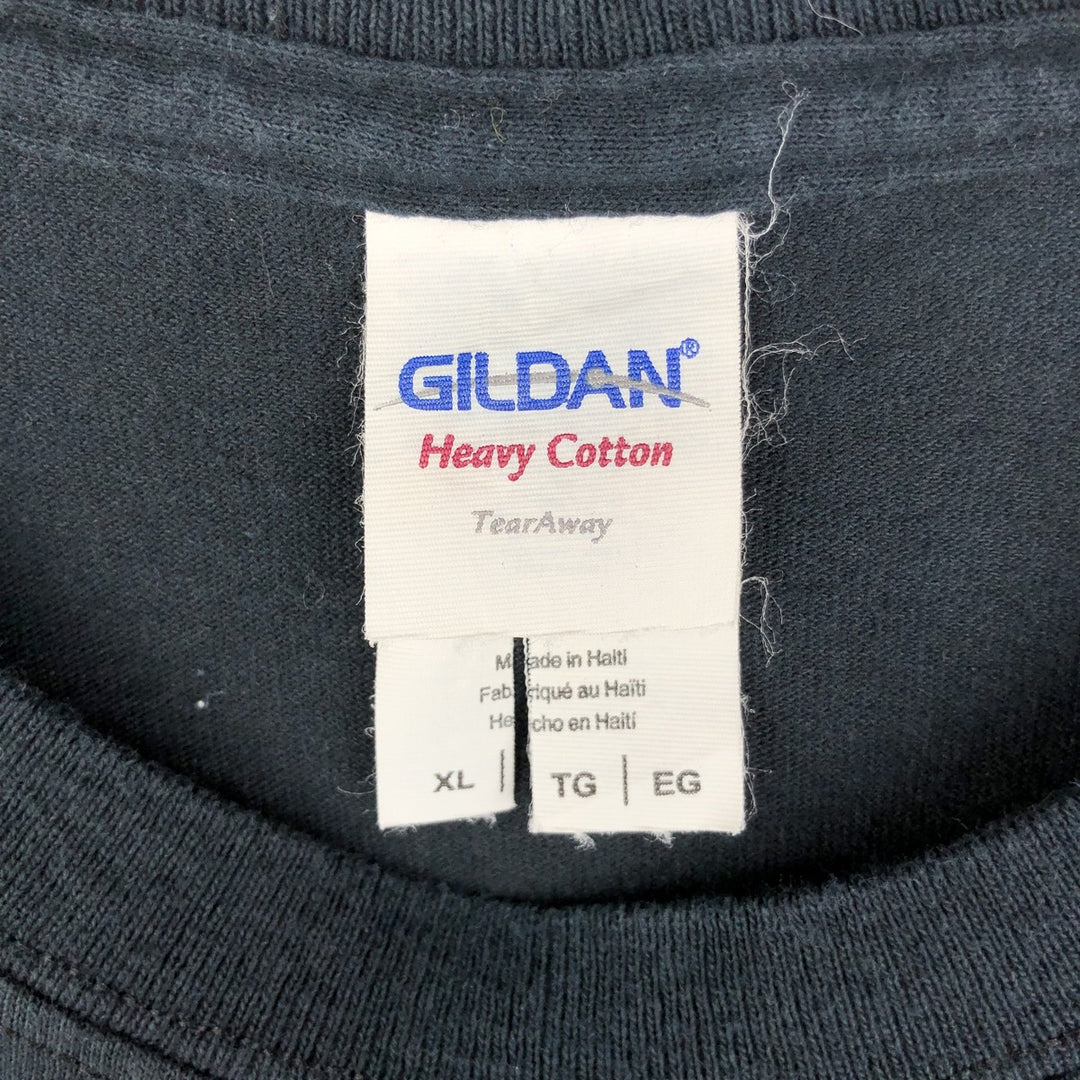 GILDAN®
Heavy Cotton
TearAway
Made in Haiti
Fabriqué au Haïti
Hecho en Haití
XL | TG | EG